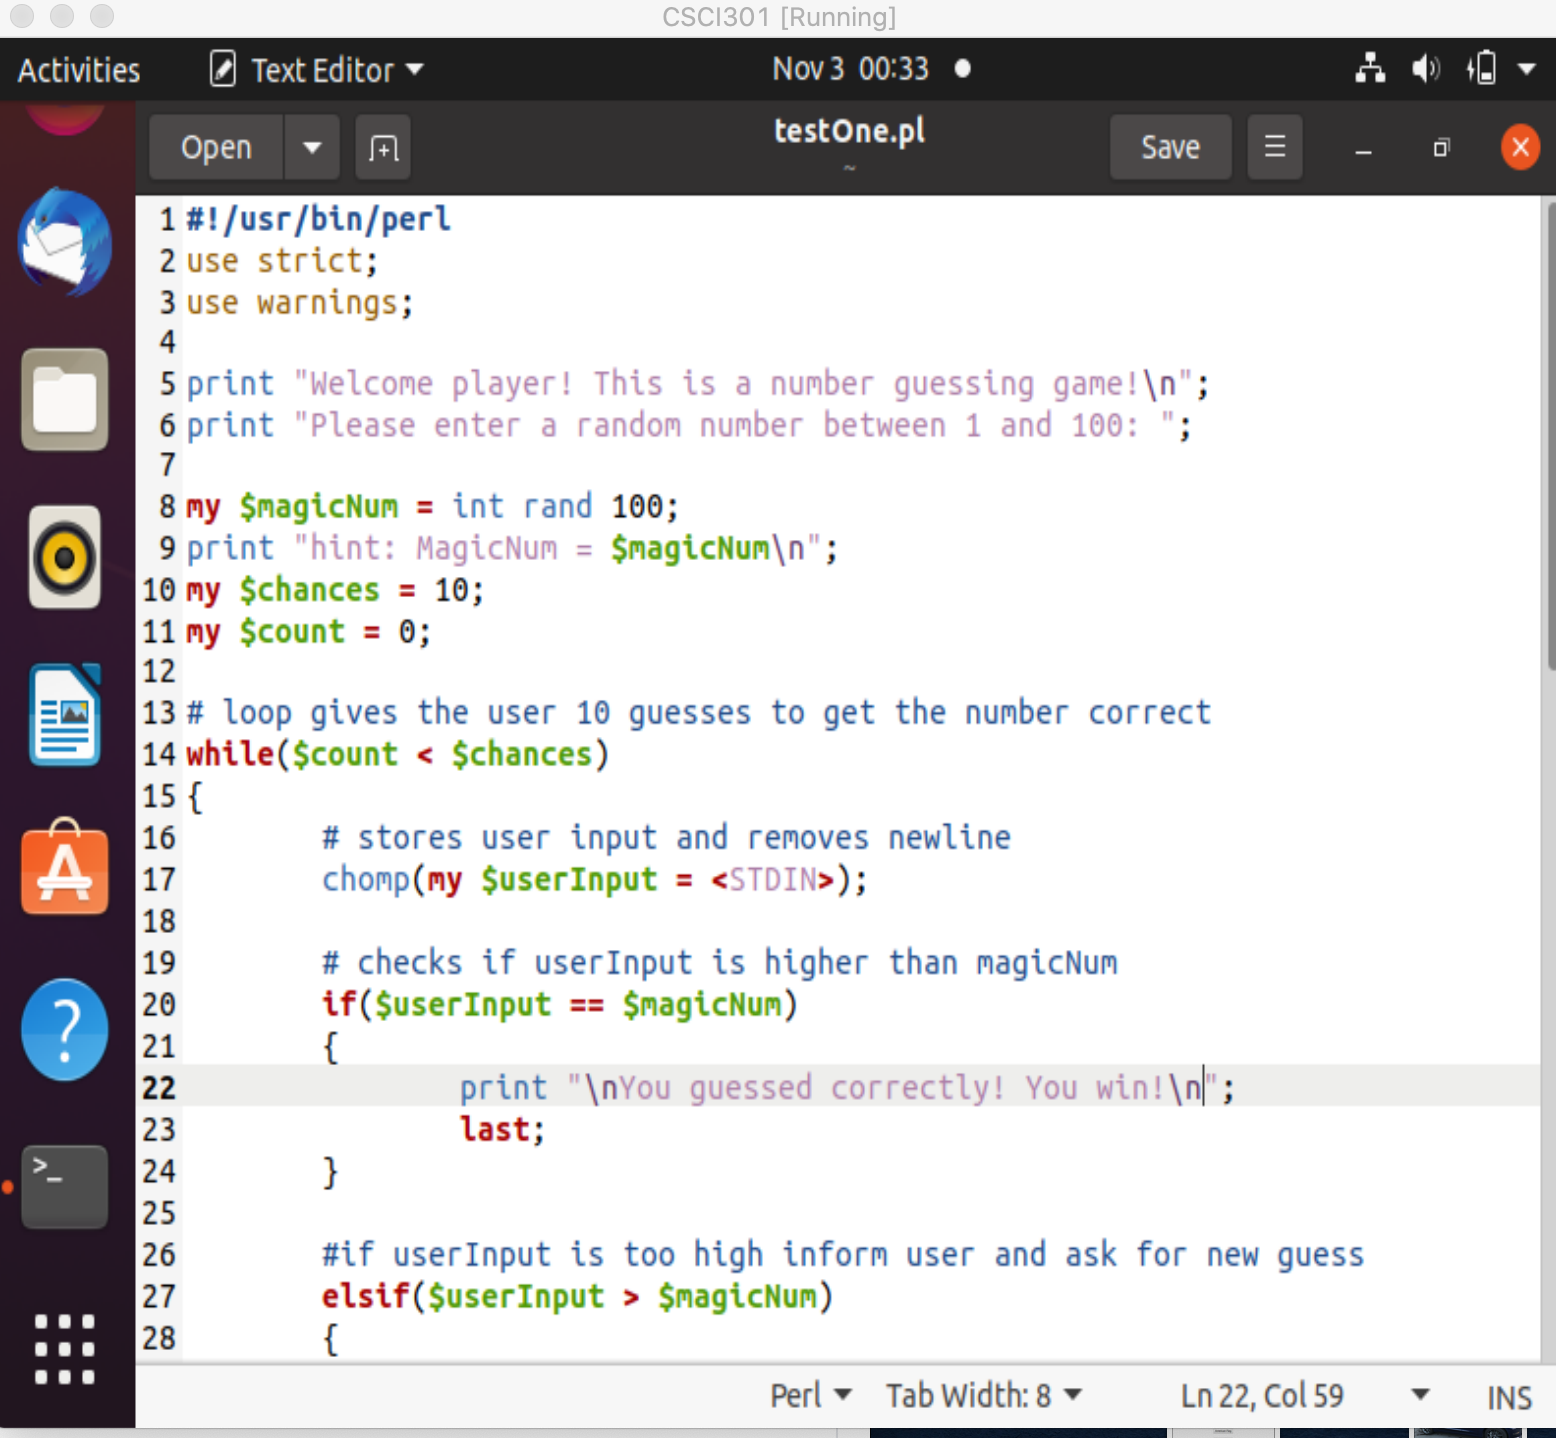 CSCI301 [Running]
Activities Text Editor Nov 3 00:33
Open testOne.pl Save
~
1 #!/usr/bin/perl
2 use strict;
3 use warnings;
4
5 print "Welcome player! This is a number guessing game!\n";
6 print "Please enter a random number between 1 and 100: ";
7
8 my $magicNum = int rand 100;
9 print "hint: MagicNum = $magicNum\n";
10 my $chances = 10;
11 my $count = 0;
12
13 # loop gives the user 10 guesses to get the number correct
14 while($count < $chances)
15 {
16 # stores user input and removes newline
17 chomp(my $userInput = <STDIN>);
18
19 # checks if userInput is higher than magicNum
20 if($userInput == $magicNum)
21 {
22 print "\nYou guessed correctly! You win!\n";
23 last;
24 }
25
26 #if userInput is too high inform user and ask for new guess
27 elsif($userInput > $magicNum)
28 {
Perl Tab Width: 8 Ln 22, Col 59 INS